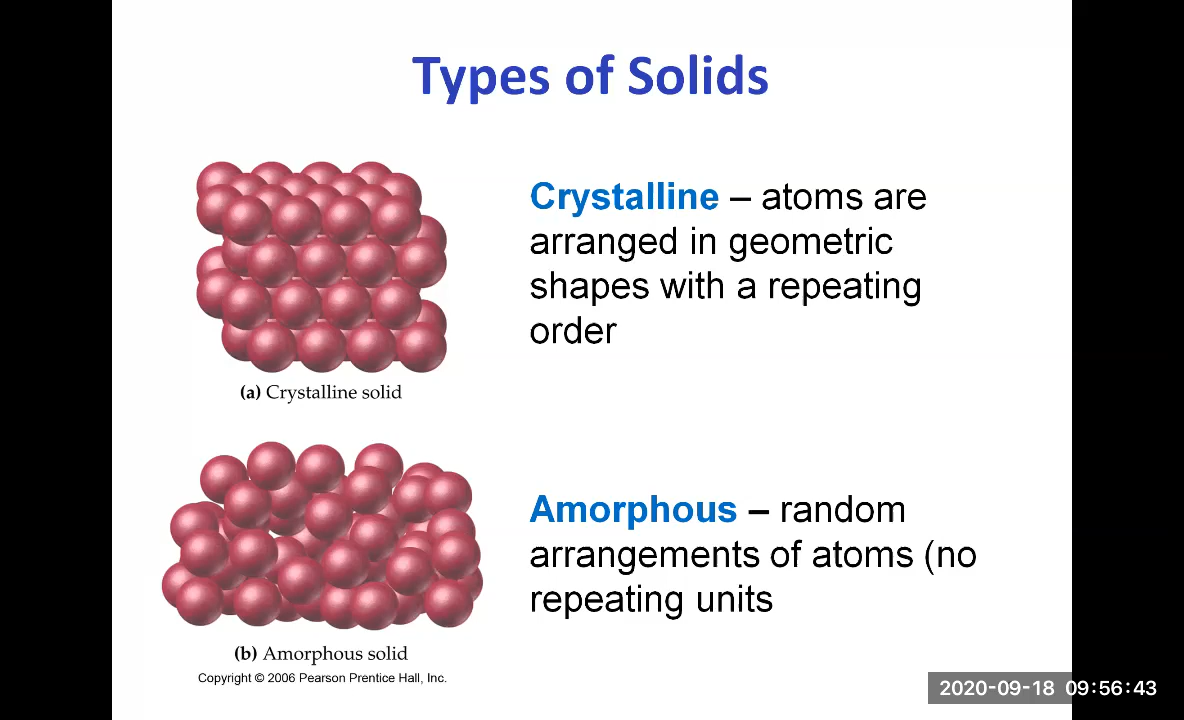 Types of Solids
Crystalline – atoms are
arranged in geometric
shapes with a repeating
order
(a) Crystalline solid
Amorphous – random
arrangements of atoms (no
repeating units
(b) Amorphous solid
Copyright © 2006 Pearson Prentice Hall, Inc.
2020-09-18 09:56:43